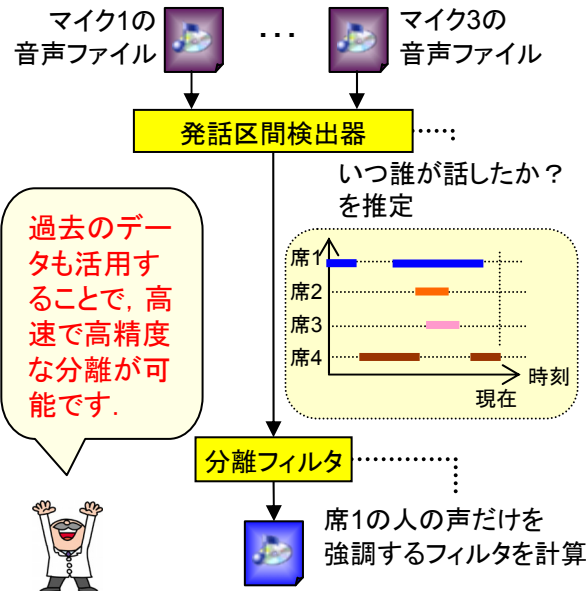 マイク1の
音声ファイル
・・・
マイク3の
音声ファイル
発話区間検出器
いつ誰が話したか？
を推定
過去のデー
タも活用す
ることで，高
速で高精度
な分離が可
能です．
席1
席2
席3
席4
時刻
現在
分離フィルタ
席1の人の声だけを
強調するフィルタを計算